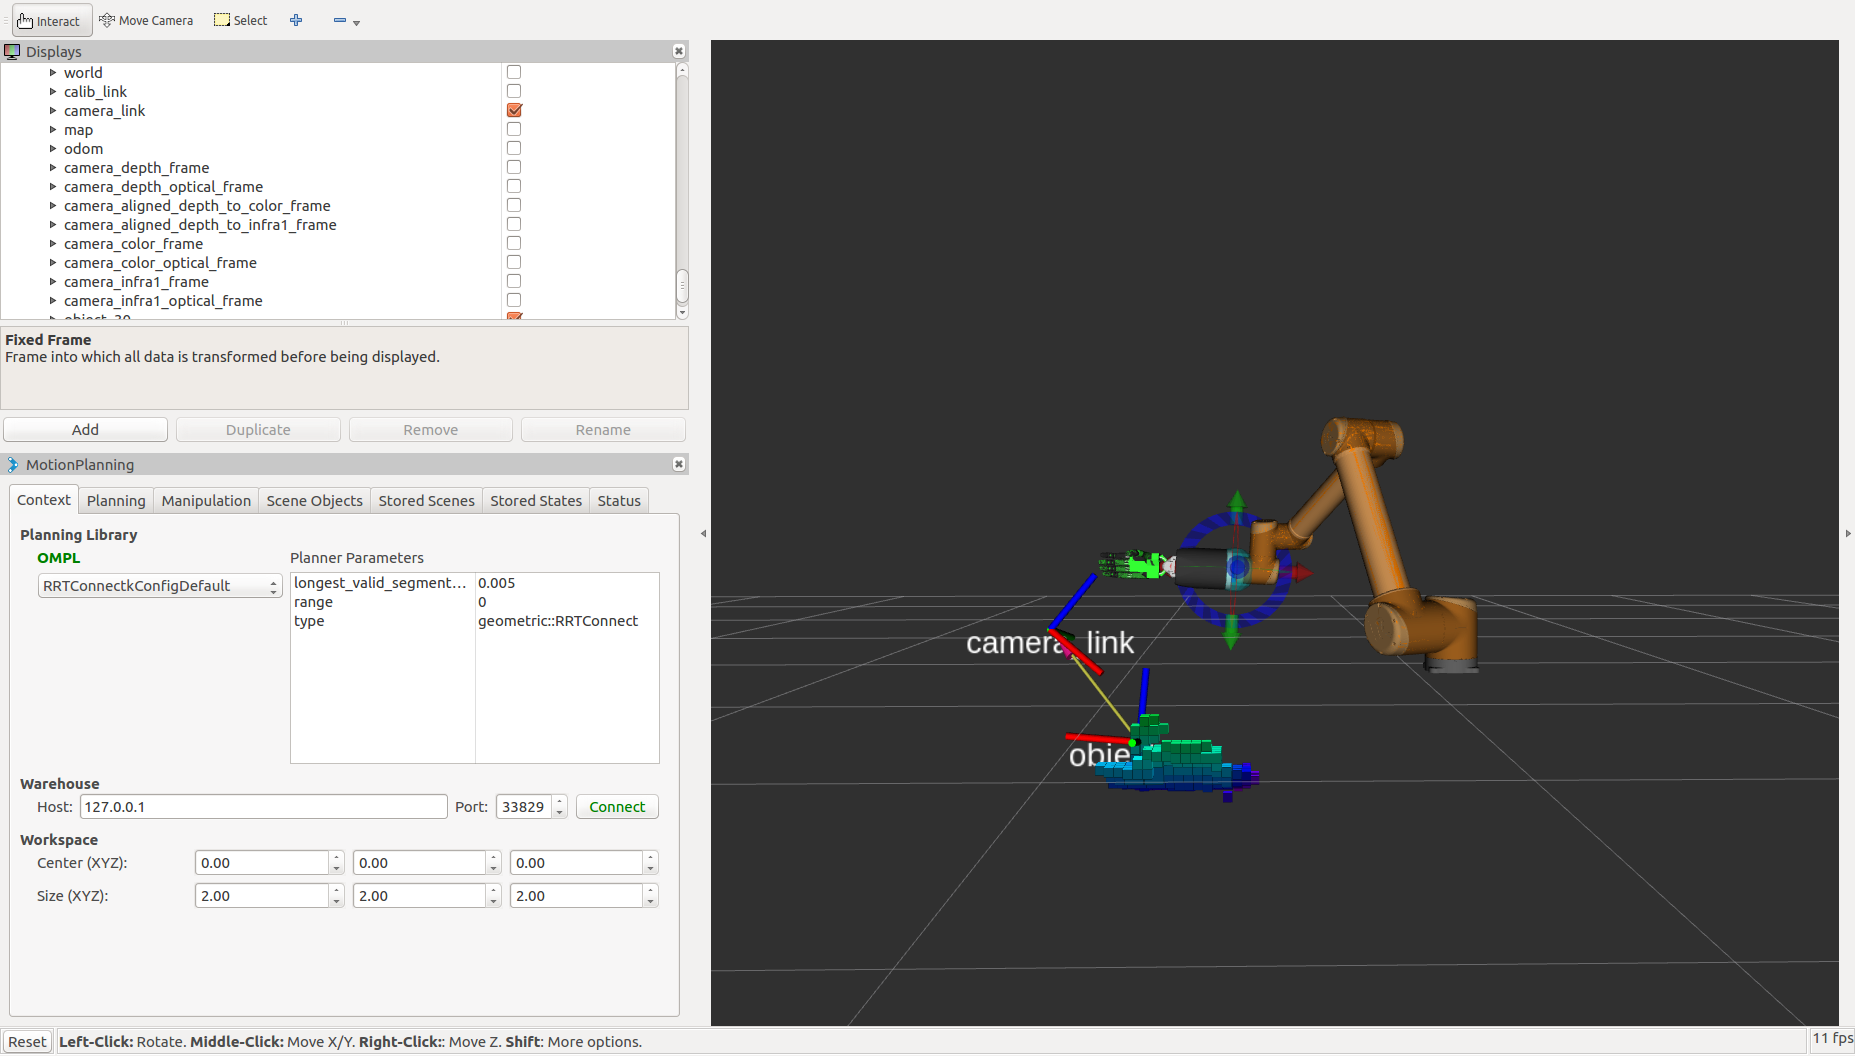 Interact Move Camera Select
Displays
world
calib_link
camera_link
map
odom
camera_depth_frame
camera_depth_optical_frame
camera_aligned_depth_to_color_frame
camera_aligned_depth_to_infra1_frame
camera_color_frame
camera_color_optical_frame
camera_infra1_frame
camera_infra1_optical_frame
Fixed Frame
Frame into which all data is transformed before being displayed.
Add Duplicate Remove Rename
MotionPlanning
Context Planning Manipulation Scene Objects Stored Scenes Stored States Status
Planning Library
OMPL
RRTConnectkConfigDefault
Planner Parameters
longest_valid_segment... 0.005
range 0
type geometric::RRTConnect
Warehouse
Host: 127.0.0.1 Port: 33829 Connect
Workspace
Center (XYZ): 0.00 0.00 0.00
Size (XYZ): 2.00 2.00 2.00
camera_link
obje
Reset Left-Click: Rotate. Middle-Click: Move X/Y. Right-Click:: Move Z. Shift: More options. 11 fps